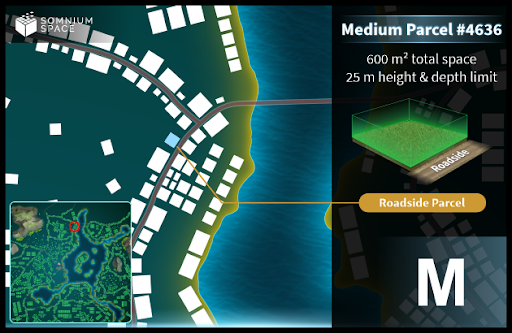 SOMNIUM
SPACE
Medium Parcel #4636
600 m² total space
25 m height & depth limit
Roadside
Roadside Parcel
M